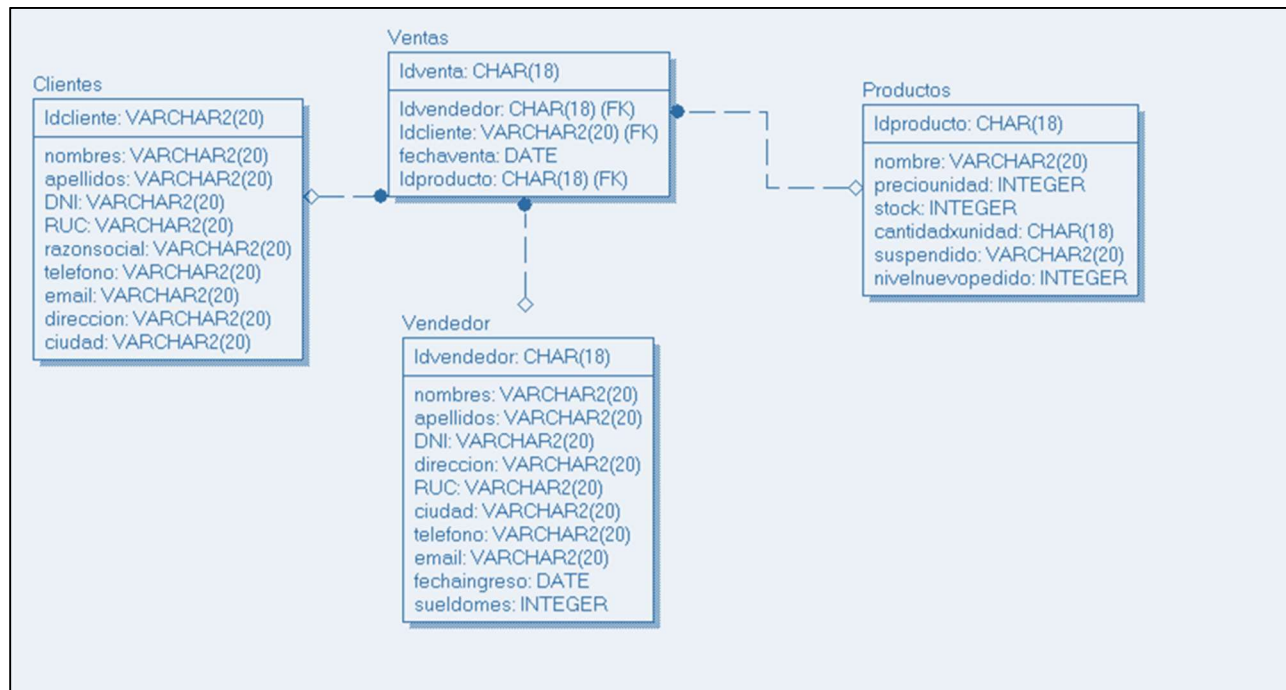 Clientes
Idcliente: VARCHAR2(20)
nombres: VARCHAR2(20)
apellidos: VARCHAR2(20)
DNI: VARCHAR2(20)
RUC: VARCHAR2(20)
razonsocial: VARCHAR2(20)
telefono: VARCHAR2(20)
email: VARCHAR2(20)
direccion: VARCHAR2(20)
ciudad: VARCHAR2(20)
Ventas
Idventa: CHAR(18)
Idvendedor: CHAR(18) (FK)
Idcliente: VARCHAR2(20) (FK)
fechaventa: DATE
Idproducto: CHAR(18) (FK)
Productos
Idproducto: CHAR(18)
nombre: VARCHAR2(20)
preciounidad: INTEGER
stock: INTEGER
cantidadxunidad: CHAR(18)
suspendido: VARCHAR2(20)
nivelnuevopedido: INTEGER
Vendedor
Idvendedor: CHAR(18)
nombres: VARCHAR2(20)
apellidos: VARCHAR2(20)
DNI: VARCHAR2(20)
direccion: VARCHAR2(20)
RUC: VARCHAR2(20)
ciudad: VARCHAR2(20)
telefono: VARCHAR2(20)
email: VARCHAR2(20)
fechaingreso: DATE
sueldomes: INTEGER